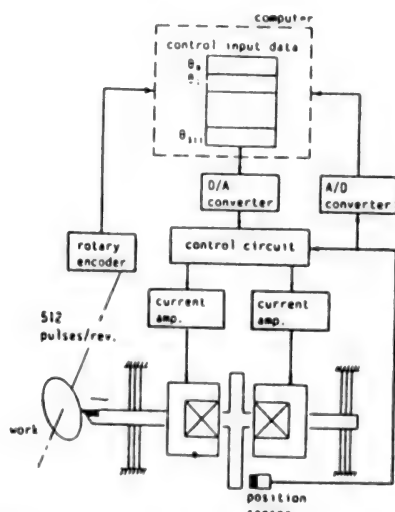 computer
control input data
θ₀
θ₁
θ₅₁₁
D/A
converter
A/D
converter
rotary
encoder
control circuit
current
amp.
current
amp.
512
pulses/rev.
work
position